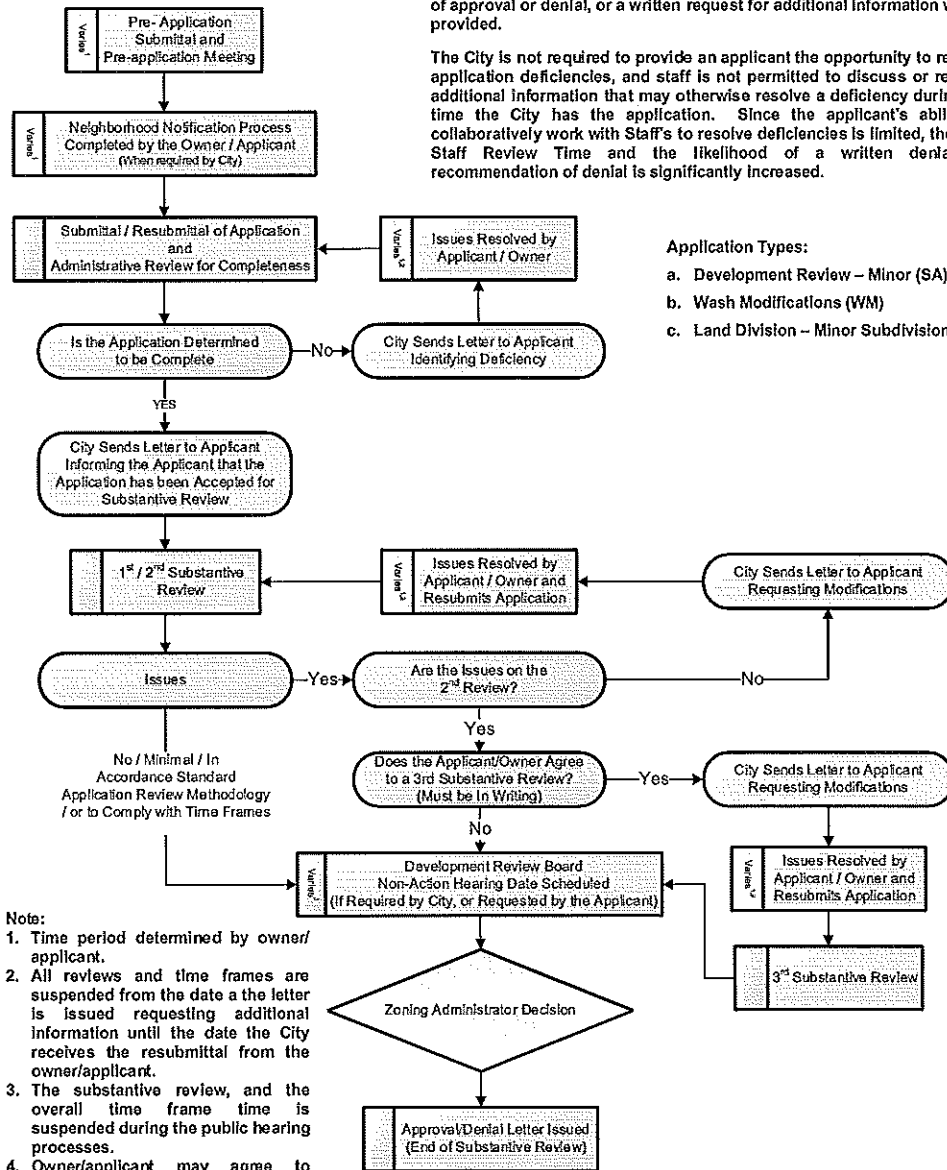 of approval or denial, or a written request for additional information
provided.
The City is not required to provide an applicant the opportunity to
application deficiencies, and staff is not permitted to discuss or
additional information that may otherwise resolve a deficiency
time the City has the application. Since the applicant's
collaboratively work with Staff's to resolve deficiencies is limited,
Staff Review Time and the likelihood of a written
recommendation of denial is significantly increased.
Varies1
Pre- Application
Submittal and
Pre-application Meeting
Varies1
Neighborhood Notification Process
Completed by the Owner / Applicant
(When required by City)
Submittal / Resubmittal of Application
and
Administrative Review for Completeness
Varies1,2
Issues Resolved by
Applicant / Owner
Application Types:
a. Development Review – Minor (SA)
b. Wash Modifications (WM)
c. Land Division – Minor Subdivision
Is the Application Determined
to be Complete
No
City Sends Letter to Applicant
Identifying Deficiency
YES
City Sends Letter to Applicant
Informing the Applicant that the
Application has been Accepted for
Substantive Review
1st / 2nd Substantive
Review
Varies
Issues Resolved by
Applicant / Owner and
Resubmits Application
City Sends Letter to Applicant
Requesting Modifications
Issues
Yes
Are the Issues on the
2nd Review?
No
Yes
No / Minimal / In
Accordance Standard
Application Review Methodology
/ or to Comply with Time Frames
Does the Applicant/Owner Agree
to a 3rd Substantive Review?
(Must be In Writing)
Yes
City Sends Letter to Applicant
Requesting Modifications
No
Varies
Development Review Board
Non-Action Hearing Date Scheduled
(If Required by City, or Requested by the Applicant)
Varies
Issues Resolved by
Applicant / Owner and
Resubmits Application
3rd Substantive Review
Zoning Administrator Decision
Approval/Denial Letter Issued
(End of Substantive Review)
Note:
1. Time period determined by owner/
applicant.
2. All reviews and time frames are
suspended from the date a the letter
is issued requesting additional
information until the date the City
receives the resubmittal from the
owner/applicant.
3. The substantive review, and the
overall time frame time is
suspended during the public hearing
processes.
4. Owner/applicant may agree to